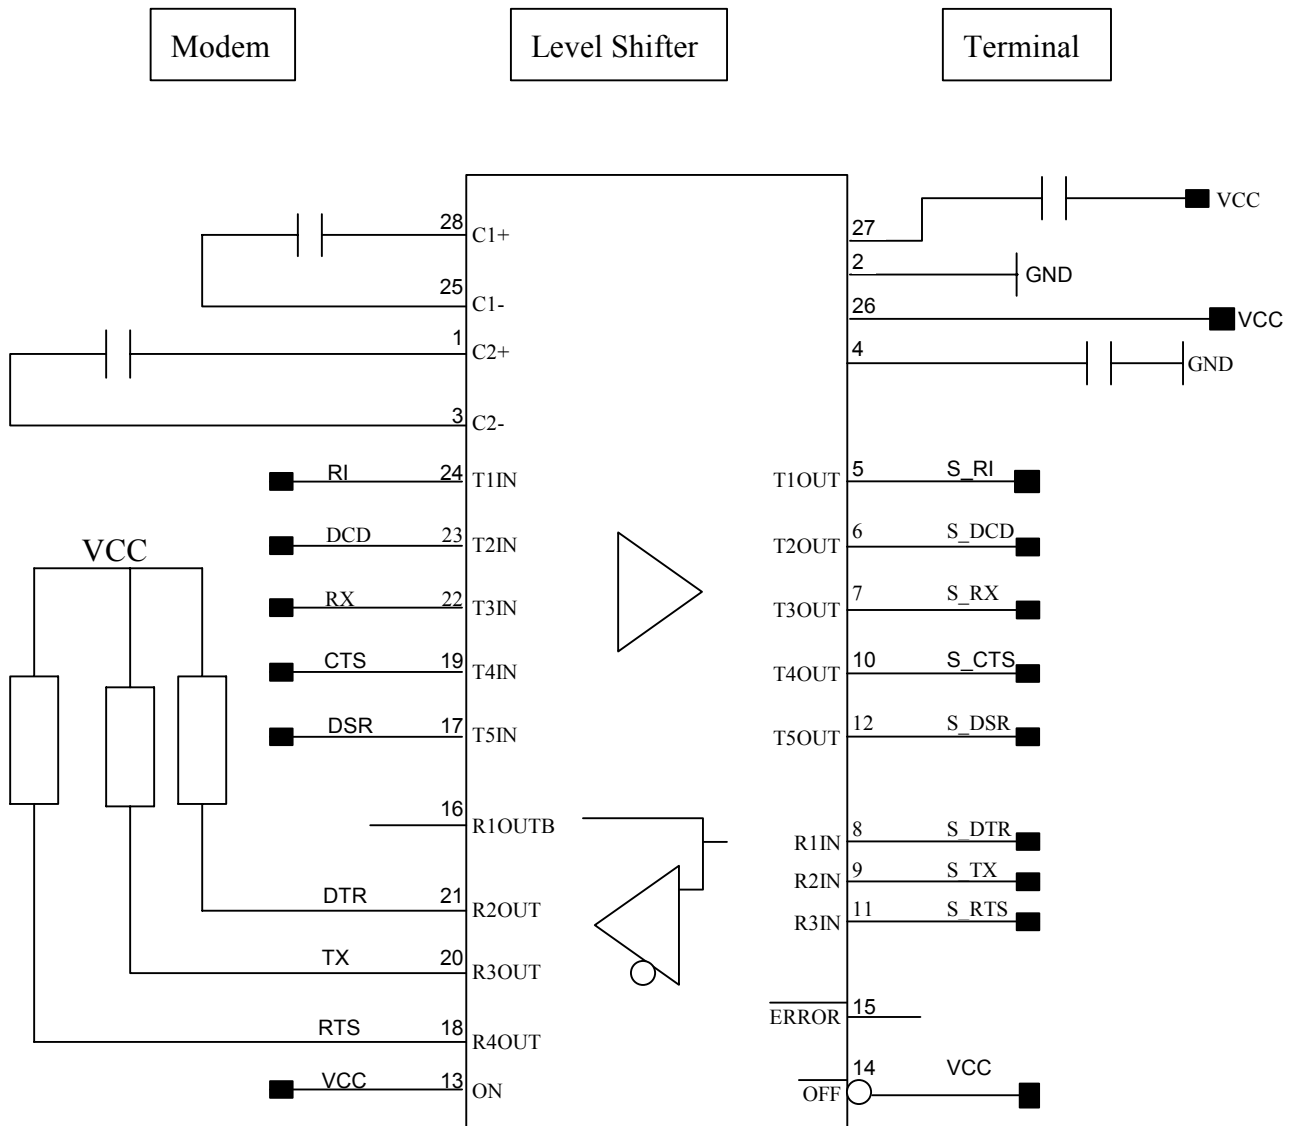 Modem
Level Shifter
Terminal
28
C1+
25
C1-
1
C2+
3
C2-
RI
24
T1IN
DCD
23
T2IN
VCC
RX
22
T3IN
CTS
19
T4IN
DSR
17
T5IN
16
R1OUTB
DTR
21
R2OUT
TX
20
R3OUT
RTS
18
R4OUT
VCC
13
ON
27
VCC
2
GND
26
VCC
4
GND
T1OUT
5
S_RI
T2OUT
6
S_DCD
T3OUT
7
S_RX
T4OUT
10
S_CTS
T5OUT
12
S_DSR
R1IN
8
S_DTR
R2IN
9
S_TX
R3IN
11
S_RTS
ERROR
15
OFF
14
VCC